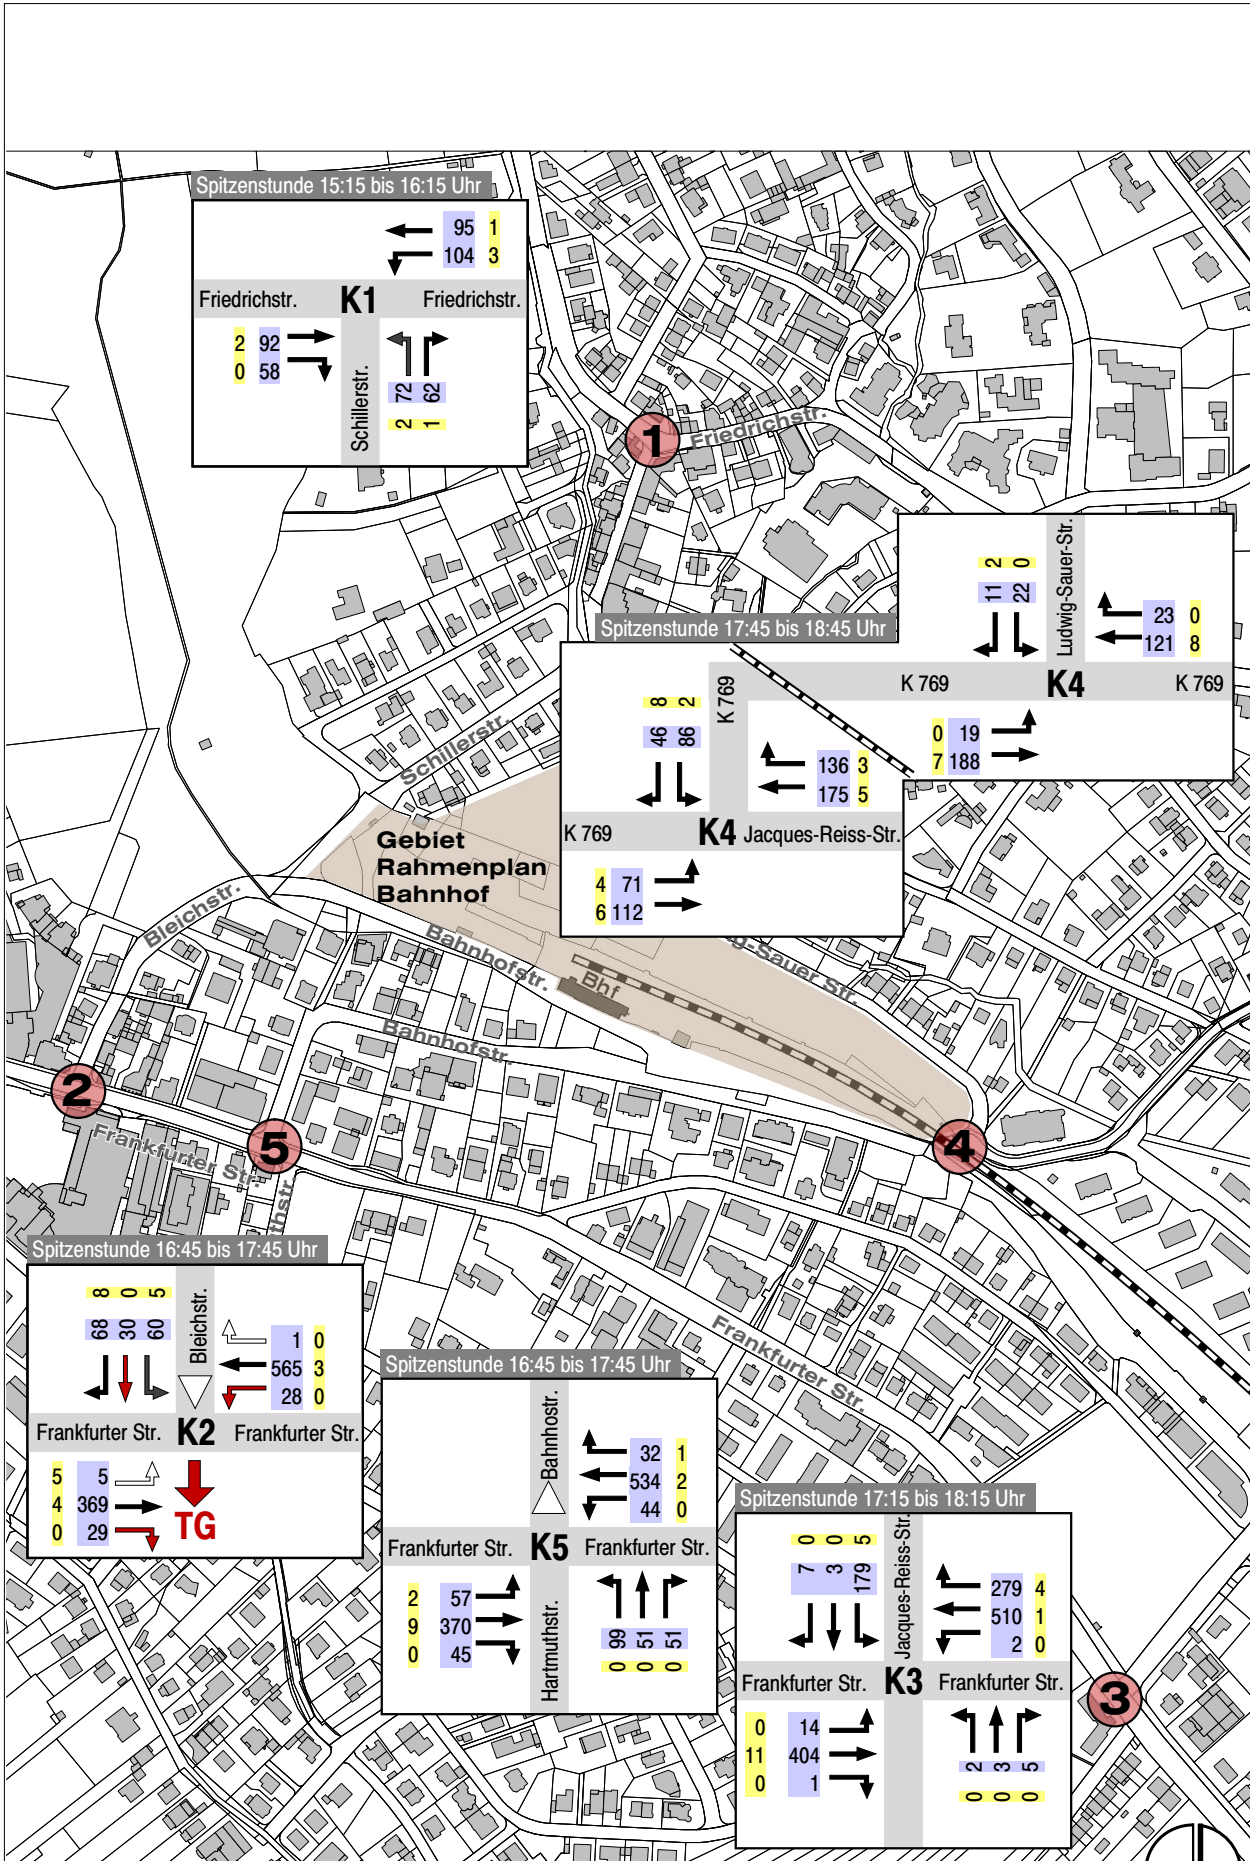 Spitzenstunde 15:15 bis 16:15 Uhr
95 1
104 3
Friedrichstr. K1 Friedrichstr.
2 92
0 58
Schillerstr.
72 62
2 1
1
Friedrichstr.
Ludwig-Sauer-Str.
2 0
11 22
23 0
121 8
K 769 K4 K 769
0 19
7 188
Spitzenstunde 17:45 bis 18:45 Uhr
K 769
8 2
46 86
136 3
175 5
K 769 K4 Jacques-Reiss-Str.
4 71
6 112
Schillerstr.
Gebiet
Rahmenplan
Bahnhof
Bleichstr.
Bahnhofstr.
g-Sauer Str.
Bhf
Bahnhofstr.
2
5
4
Frankfurter Str.
thstr.
Spitzenstunde 16:45 bis 17:45 Uhr
8 0 5
68 30 60
Bleichstr.
1 0
565 3
28 0
Frankfurter Str. K2 Frankfurter Str.
5 5
4 369
0 29
TG
Frankfurter Str.
Spitzenstunde 16:45 bis 17:45 Uhr
Bahnhostr.
32 1
534 2
44 0
Frankfurter Str. K5 Frankfurter Str.
2 57
9 370
0 45
Hartmuthstr.
99 51 51
0 0 0
Spitzenstunde 17:15 bis 18:15 Uhr
0 0 5
7 3 179
Jacques-Reiss-Str.
279 4
510 1
2 0
Frankfurter Str. K3 Frankfurter Str.
0 14
11 404
0 1
2 3 5
0 0 0
3